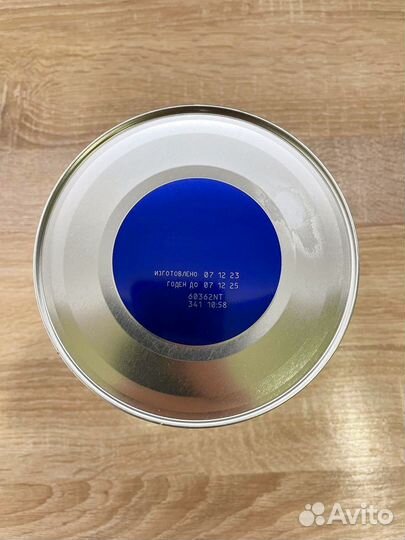 ИЗГОТОВЛЕНО 07 12 23
ГОДЕН ДО 07 12 25
60362NT
341 10:58
Avito